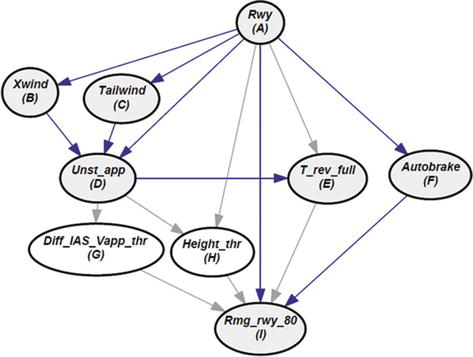 Rwy
(A)
Xwind
(B)
Tailwind
(C)
Unst_app
(D)
T_rev_full
(E)
Autobrake
(F)
Diff_IAS_Vapp_thr
(G)
Height_thr
(H)
Rmg_rwy_80
(I)